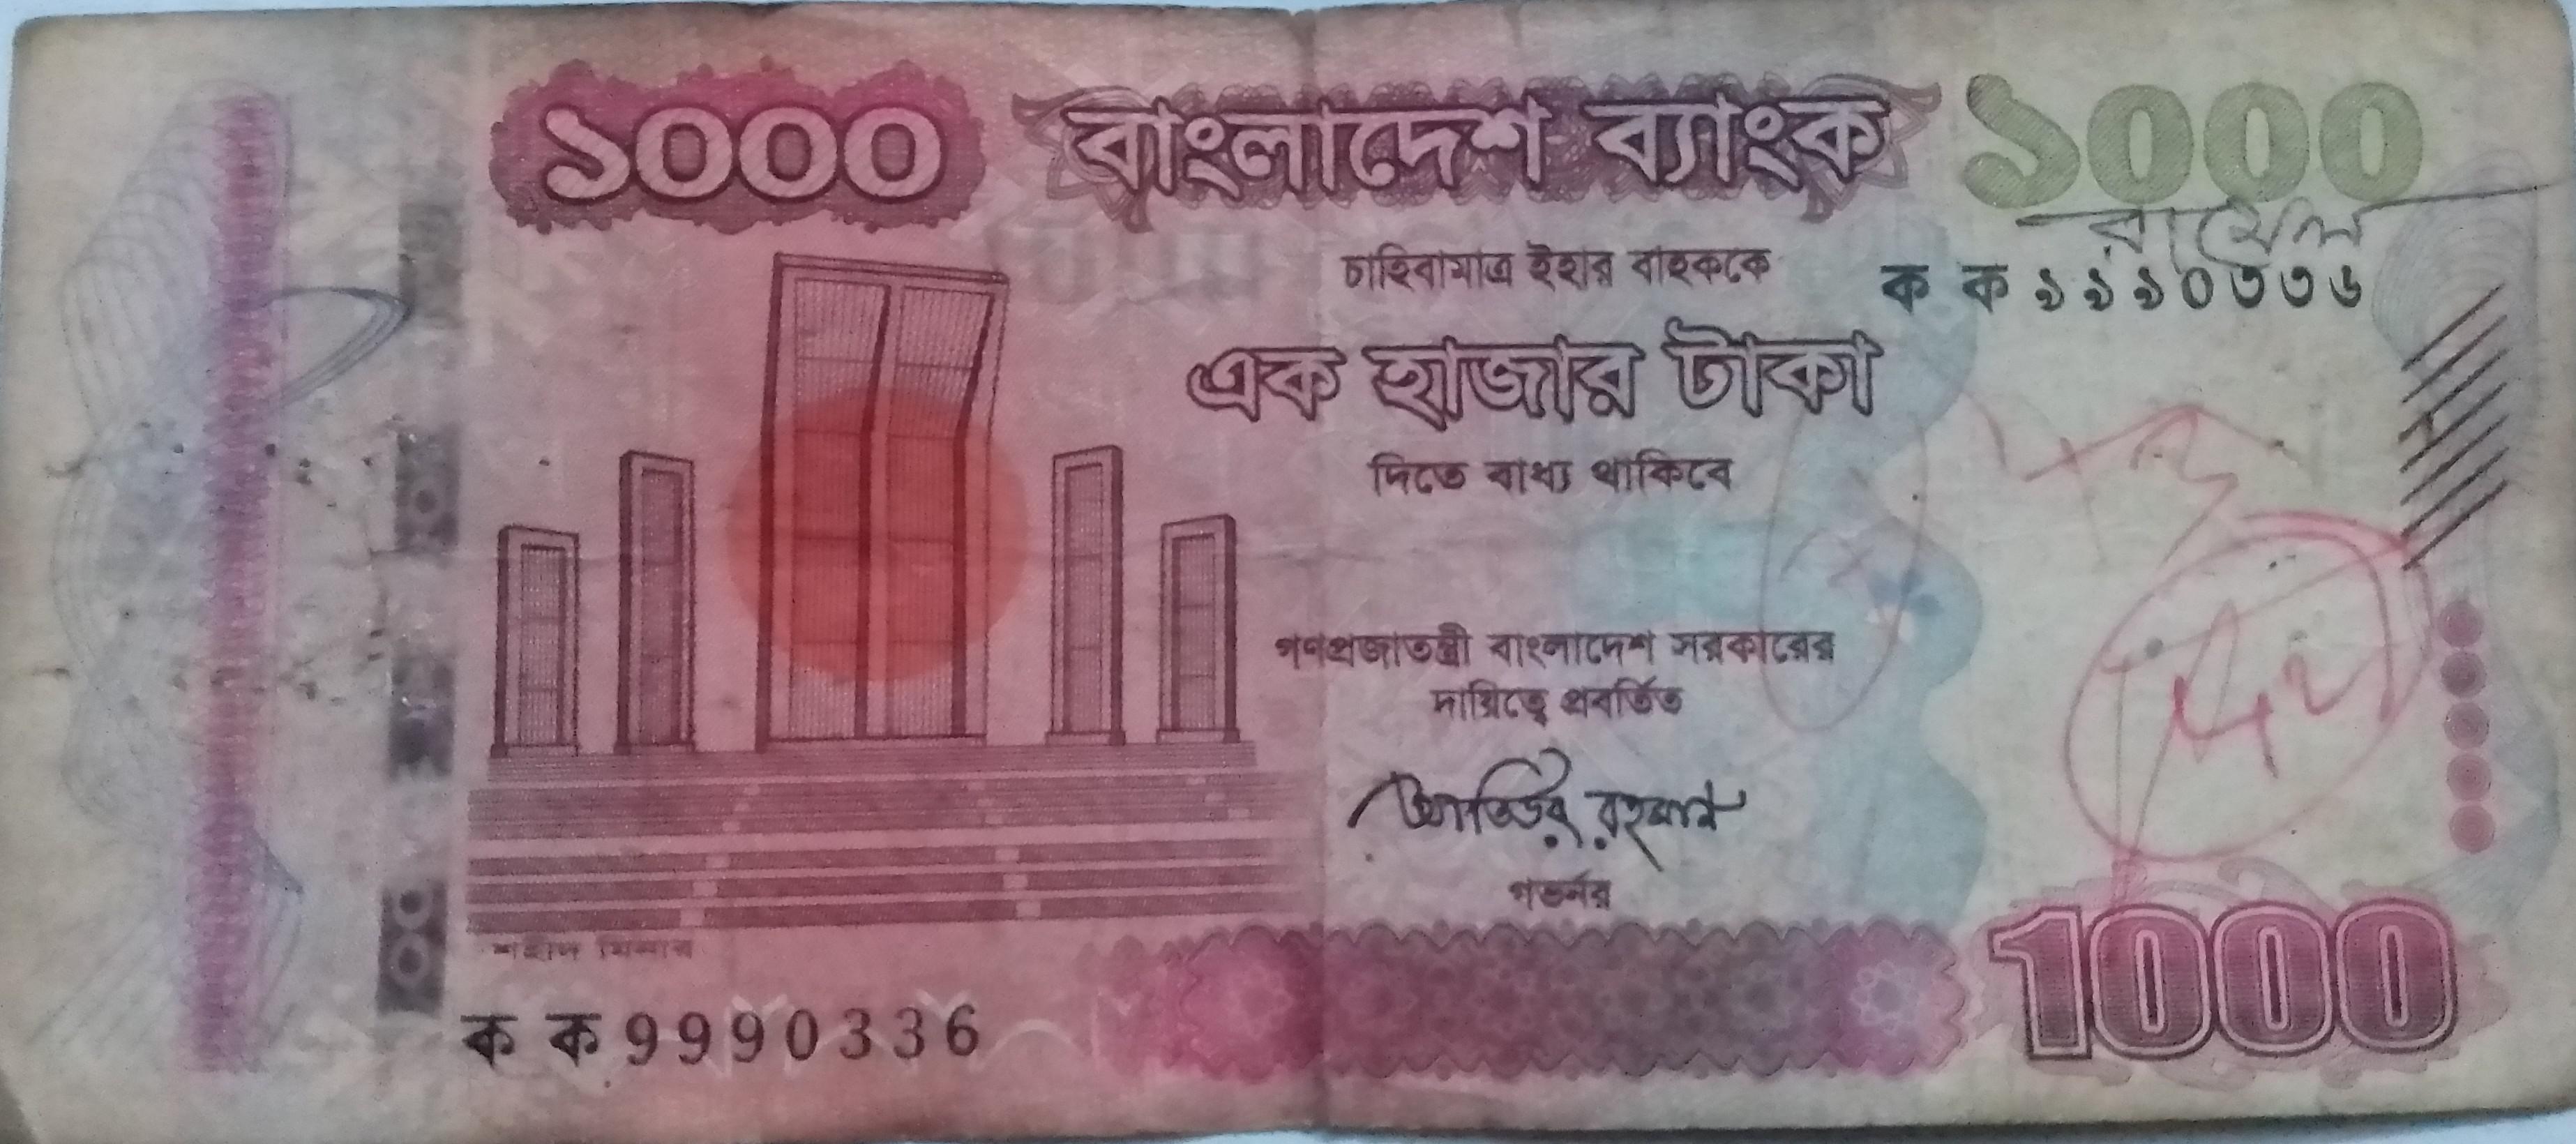 ১০০০ বাংলাদেশ ব্যাংক ১০০০
চাহিবামাত্র ইহার বাহককে
ক ক ৯৯৯০৩৩৬
এক হাজার টাকা
দিতে বাধ্য থাকিবে
গণপ্রজাতন্ত্রী বাংলাদেশ সরকারের
দায়িত্বে প্রবর্তিত
আতিউর রহমান
গভর্নর
শহীদ মিনার
ক ক 9990336
1000